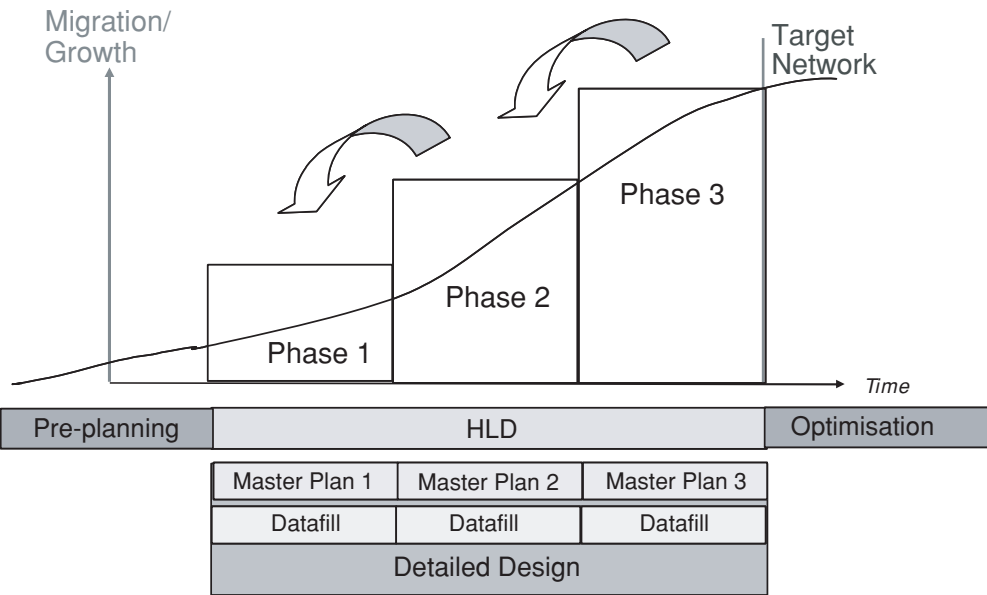 Migration/
Growth
Target
Network
Phase 3
Phase 2
Phase 1
Time
Pre-planning
HLD
Optimisation
Master Plan 1
Master Plan 2
Master Plan 3
Datafill
Datafill
Datafill
Detailed Design